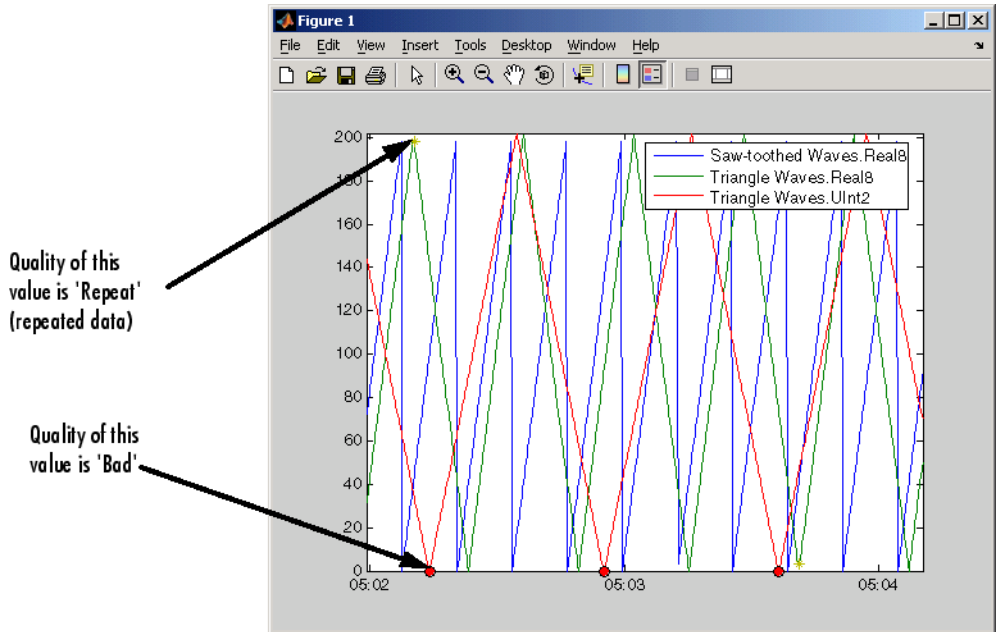 Figure 1
File Edit View Insert Tools Desktop Window Help
200
180
160
140
120
100
80
60
40
20
0
05:02 05:03 05:04
Saw-toothed Waves.Real8
Triangle Waves.Real8
Triangle Waves.UInt2
Quality of this
value is 'Repeat'
(repeated data)
Quality of this
value is 'Bad'